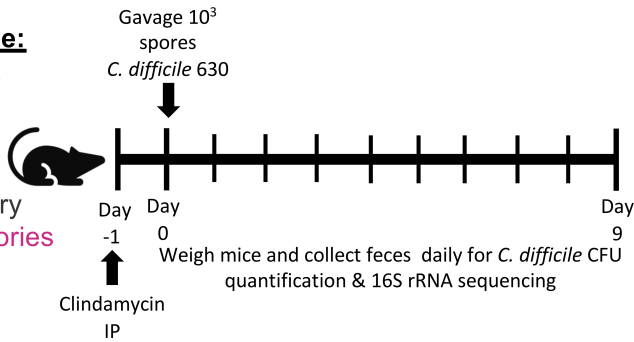 Gavage 10³
spores
C. difficile 630
e:
ry
ories
Day
-1
Day
0
Day
9
Weigh mice and collect feces daily for C. difficile CFU
quantification & 16S rRNA sequencing
Clindamycin
IP